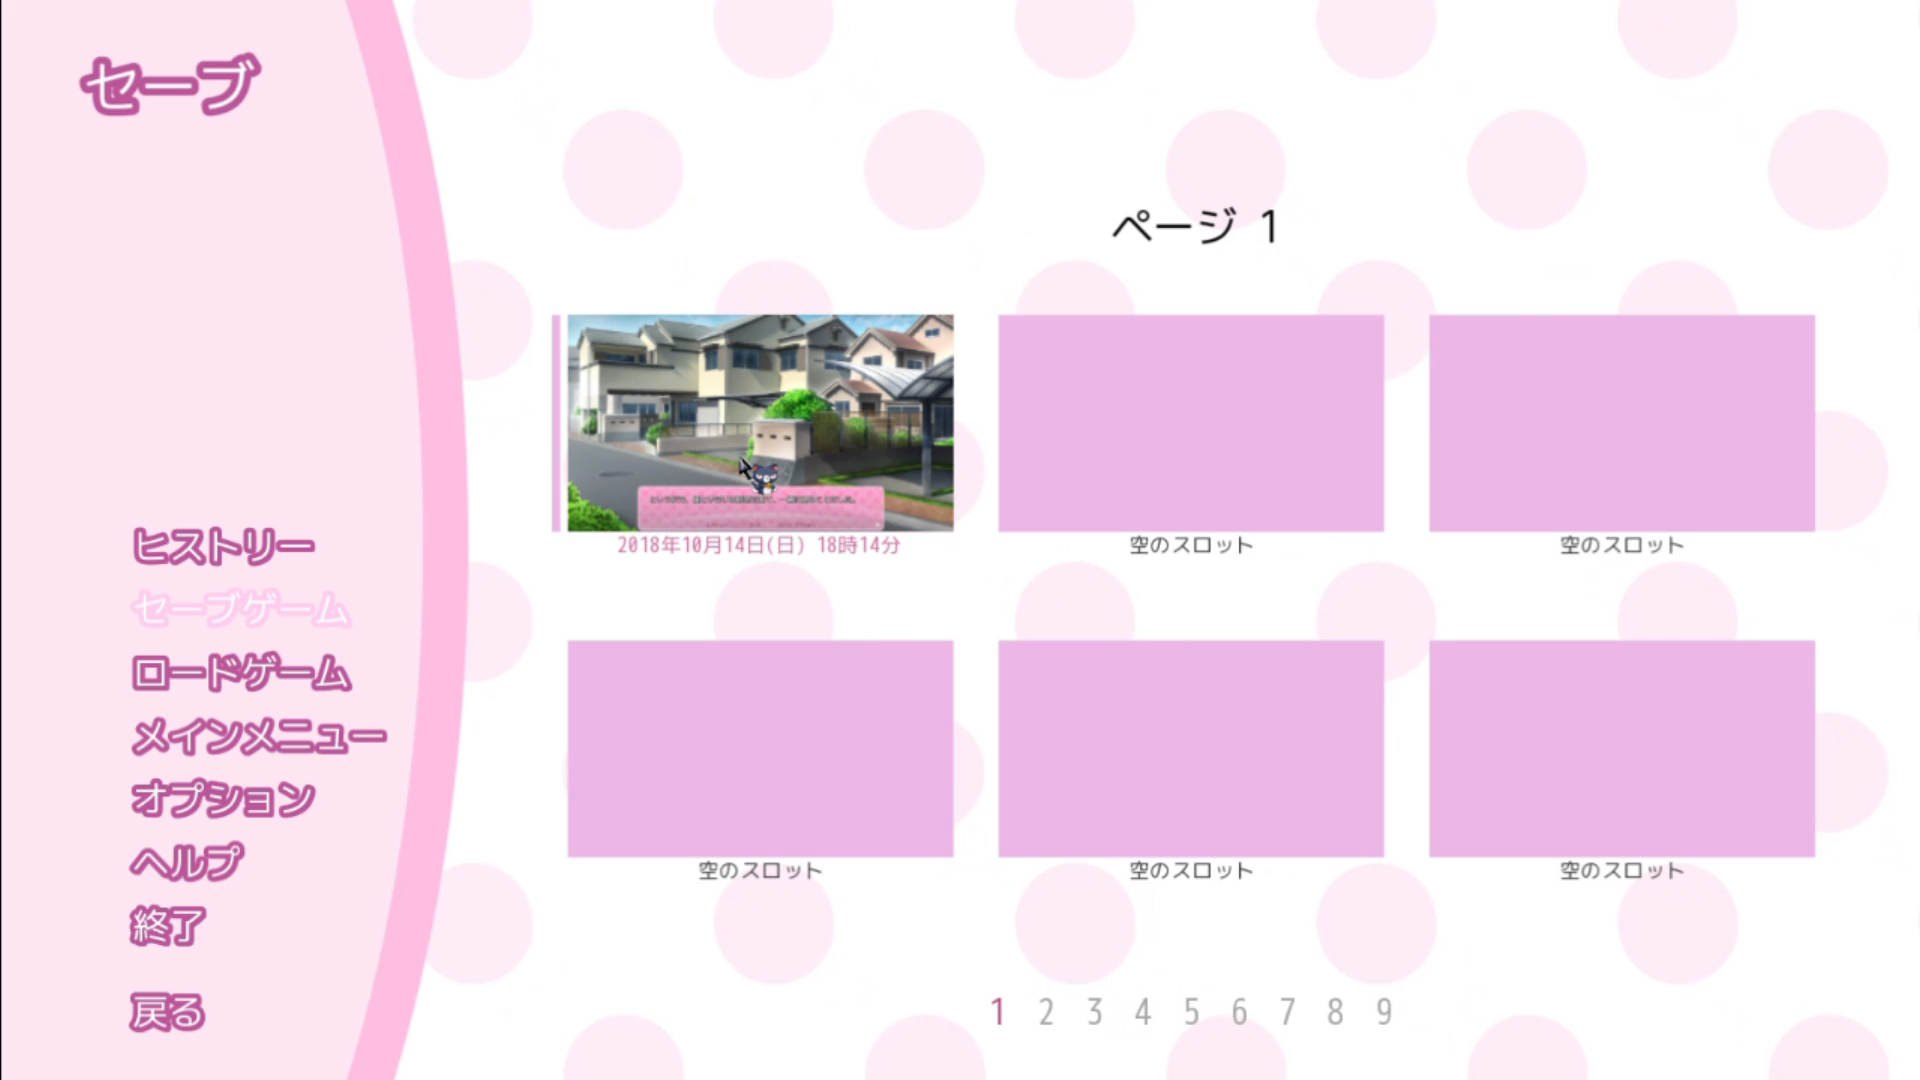 セーブ
ページ 1
2018年10月14日(日) 18時14分
空のスロット
空のスロット
空のスロット
空のスロット
空のスロット
ヒストリー
セーブゲーム
ロードゲーム
メインメニュー
オプション
ヘルプ
終了
戻る
1 2 3 4 5 6 7 8 9